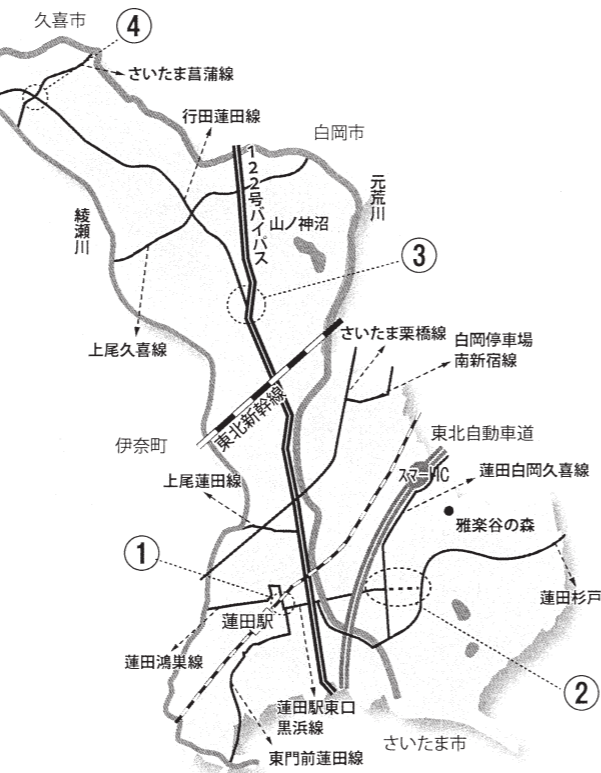 久喜市
④
さいたま菖蒲線
行田蓮田線
白岡市
122号バイパス
元荒川
綾瀬川
山ノ神沼
③
上尾久喜線
さいたま栗橋線
白岡停車場
南新宿線
東北新幹線
伊奈町
東北自動車道
スマートIC
蓮田白岡久喜線
上尾蓮田線
雅楽谷の森
①
蓮田駅
蓮田杉戸
蓮田鴻巣線
②
蓮田駅東口
黒浜線
さいたま市
東門前蓮田線